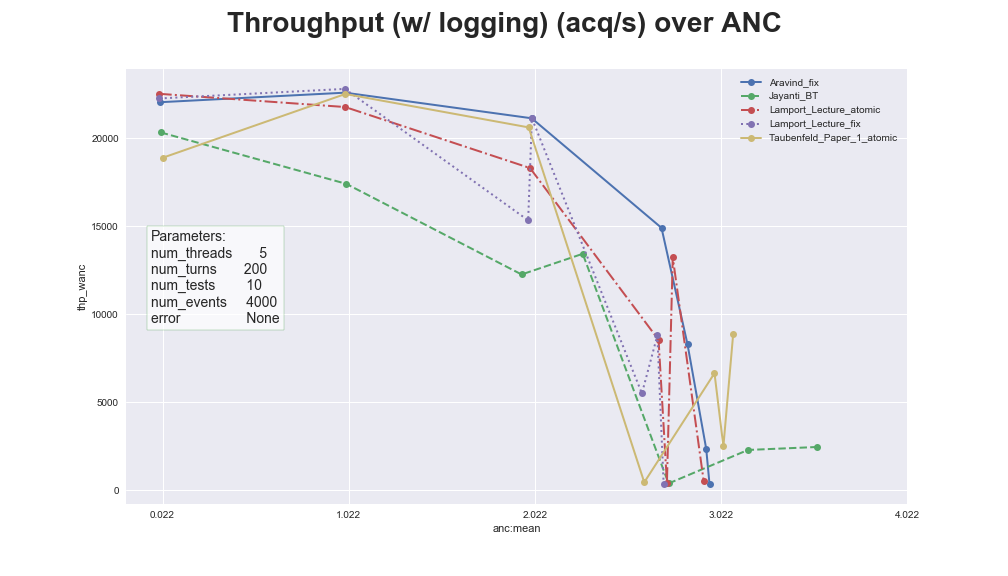 Throughput (w/ logging) (acq/s) over ANC
Aravind_fix
Jayanti_BT
Lamport_Lecture_atomic
Lamport_Lecture_fix
Taubenfeld_Paper_1_atomic
20000
15000
10000
5000
0
thp_wanc
Parameters:
num_threads 5
num_turns 200
num_tests 10
num_events 4000
error None
0.022 1.022 2.022 3.022 4.022
anc:mean